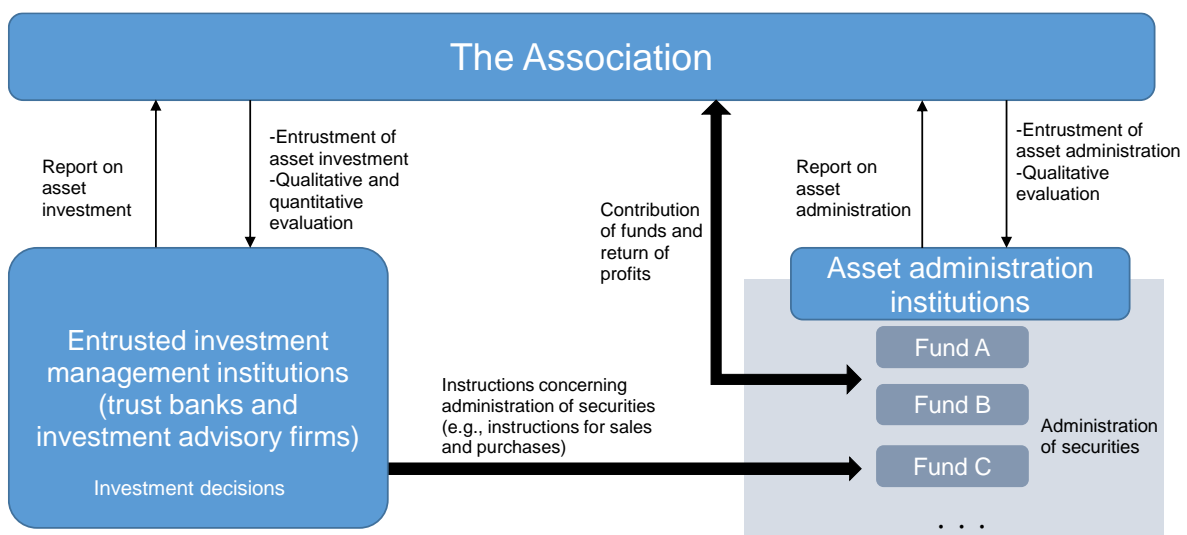 The Association
Report on
asset
investment
-Entrustment of
asset investment
-Qualitative and
quantitative
evaluation
Contribution
of funds and
return of
profits
Report on
asset
administration
-Entrustment of
asset administration
-Qualitative
evaluation
Entrusted investment
management institutions
(trust banks and
investment advisory firms)
Investment decisions
Instructions concerning
administration of securities
(e.g., instructions for sales
and purchases)
Asset administration
institutions
Fund A
Fund B
Fund C
Administration
of securities
. . .